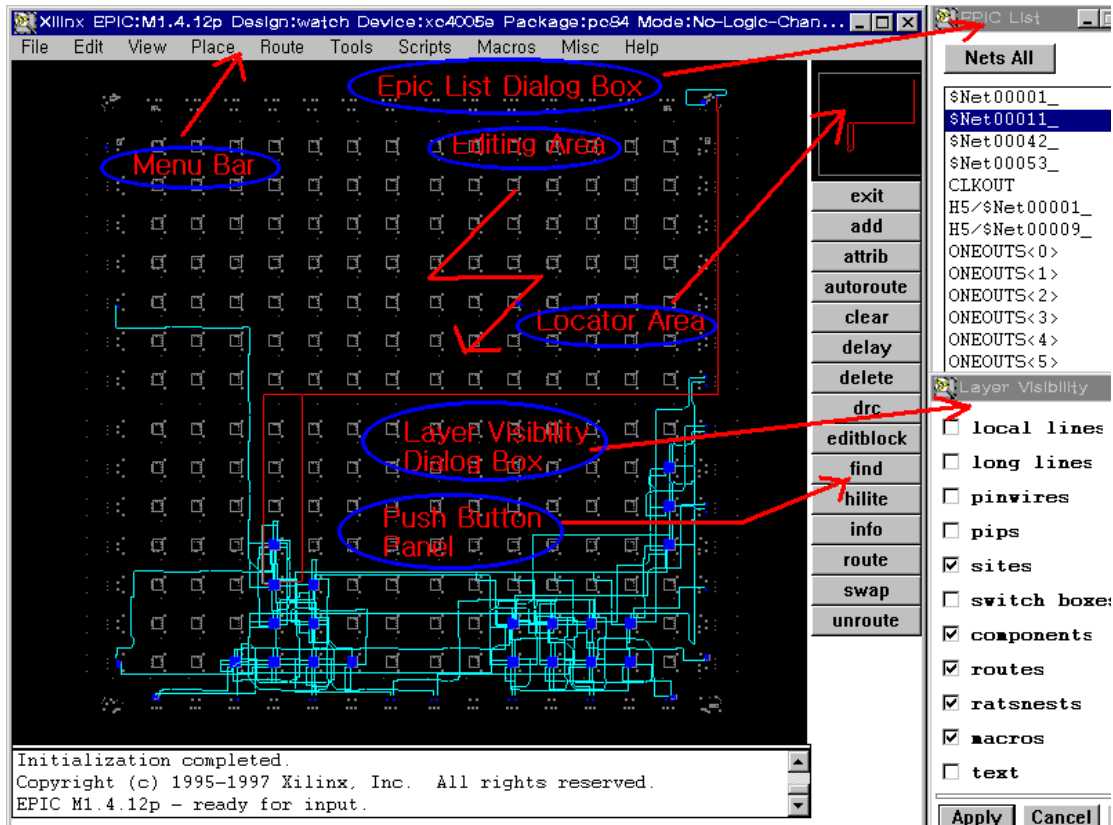 Xilinx EPIC:M1.4.12p Design:watch Device:xc4005e Package:pc84 Mode:No-Logic-Chan...
File Edit View Place Route Tools Scripts Macros Misc Help
Epic List Dialog Box
Editing Area
Menu Bar
Locator Area
Layer Visibility
Dialog Box
Push Button
Panel
exit
add
attrib
autoroute
clear
delay
delete
drc
editblock
find
hilite
info
route
swap
unroute
Initialization completed.
Copyright (c) 1995-1997 Xilinx, Inc.  All rights reserved.
EPIC M1.4.12p - ready for input.
EPIC List
Nets All
$Net00001_
$Net00011_
$Net00042_
$Net00053_
CLKOUT
H5/$Net00001_
H5/$Net00009_
ONEOUTS<0>
ONEOUTS<1>
ONEOUTS<2>
ONEOUTS<3>
ONEOUTS<4>
ONEOUTS<5>
Layer Visibility
local lines
long lines
pinwires
pips
sites
switch boxes
components
routes
ratsnests
macros
text
Apply Cancel